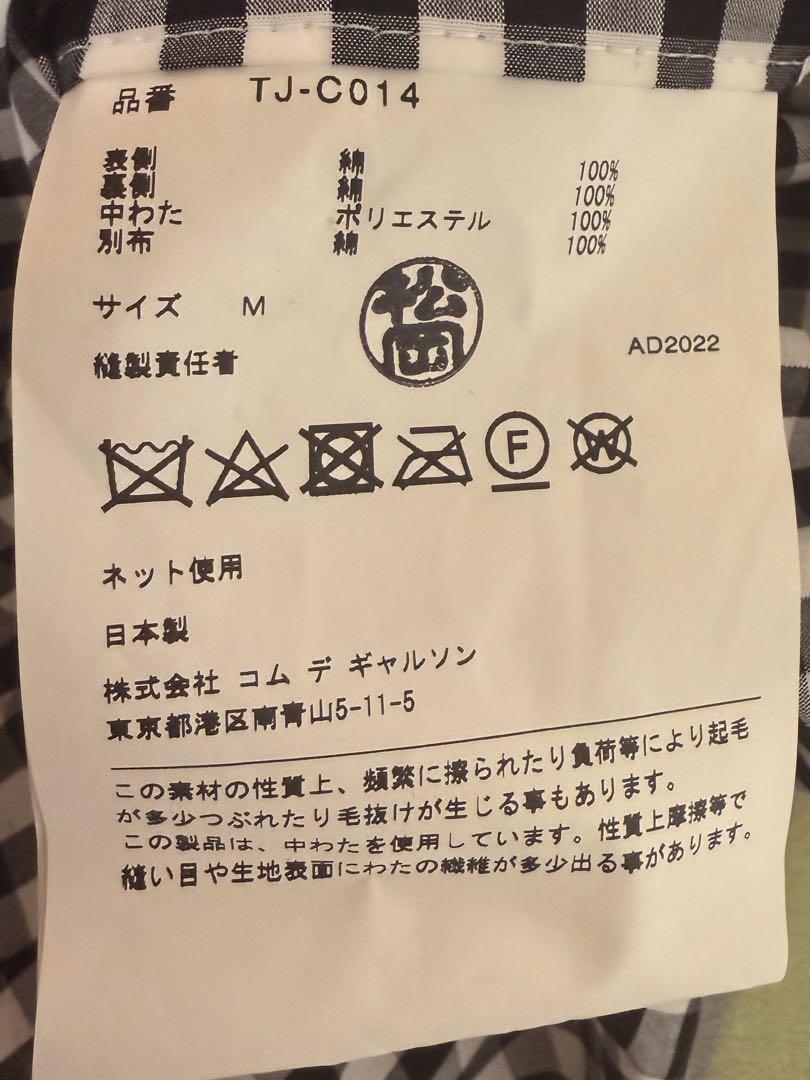 品番 TJ-C014
表側 綿 100%
裏側 綿 100%
中わた ポリエステル 100%
別布 綿 100%
サイズ M
縫製責任者 松岡
AD2022
F W
ネット使用
日本製
株式会社 コム デ ギャルソン
東京都港区南青山5-11-5
この素材の性質上、頻繁に擦られたり負荷等により起毛
が多少つぶれたり毛抜けが生じる事もあります。
この製品は、中わたを使用しています。性質上摩擦等で
縫い目や生地表面にわたの繊維が多少出る事があります。